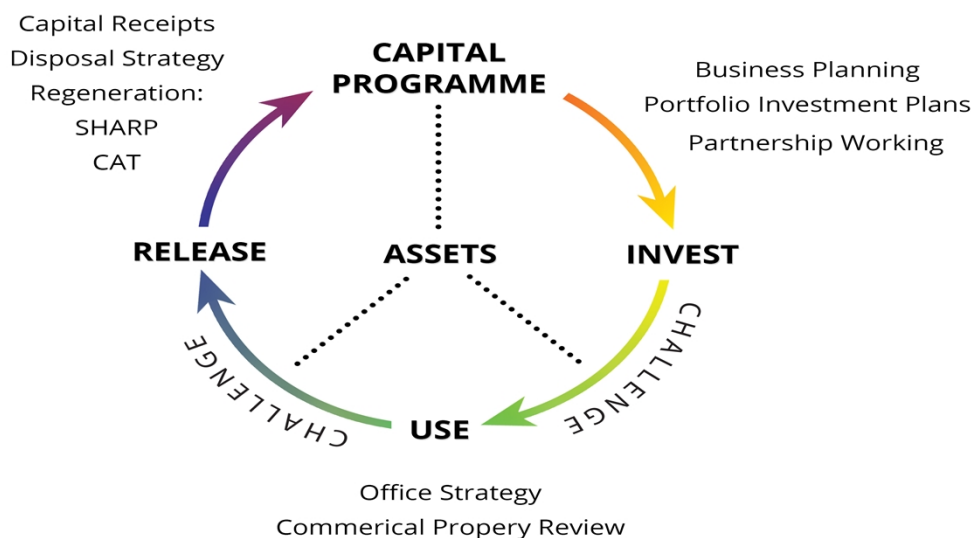 Capital Receipts
Disposal Strategy
Regeneration:
SHARP
CAT
CAPITAL
PROGRAMME
Business Planning
Portfolio Investment Plans
Partnership Working
RELEASE
ASSETS
INVEST
CHALLENGE
CHALLENGE
USE
Office Strategy
Commerical Propery Review